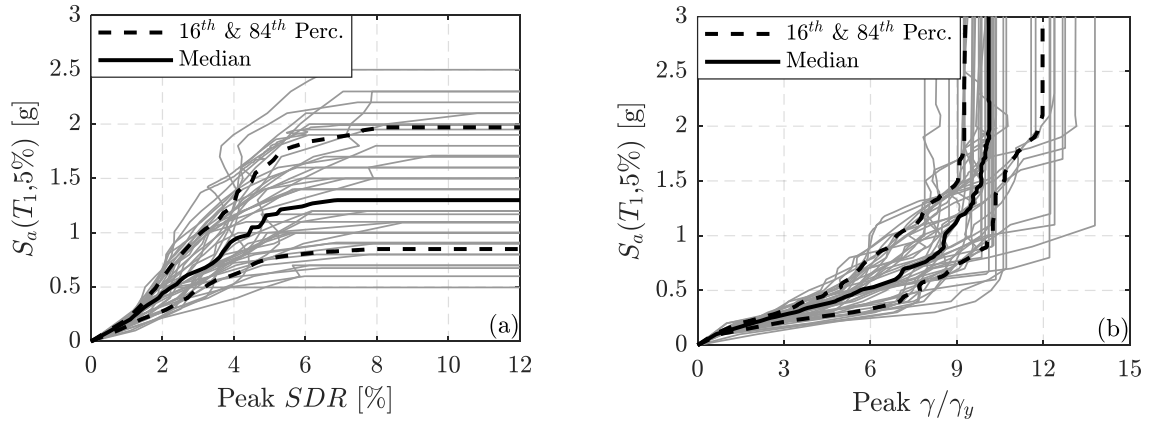 16th & 84th Perc.
Median
3
2.5
2
1.5
1
0.5
0
0 2 4 6 8 10 12
Sa(T1,5%) [g]
Peak SDR [%]
(a)
16th & 84th Perc.
Median
3
2.5
2
1.5
1
0.5
0
0 3 6 9 12 15
Sa(T1,5%) [g]
Peak γ/γy
(b)